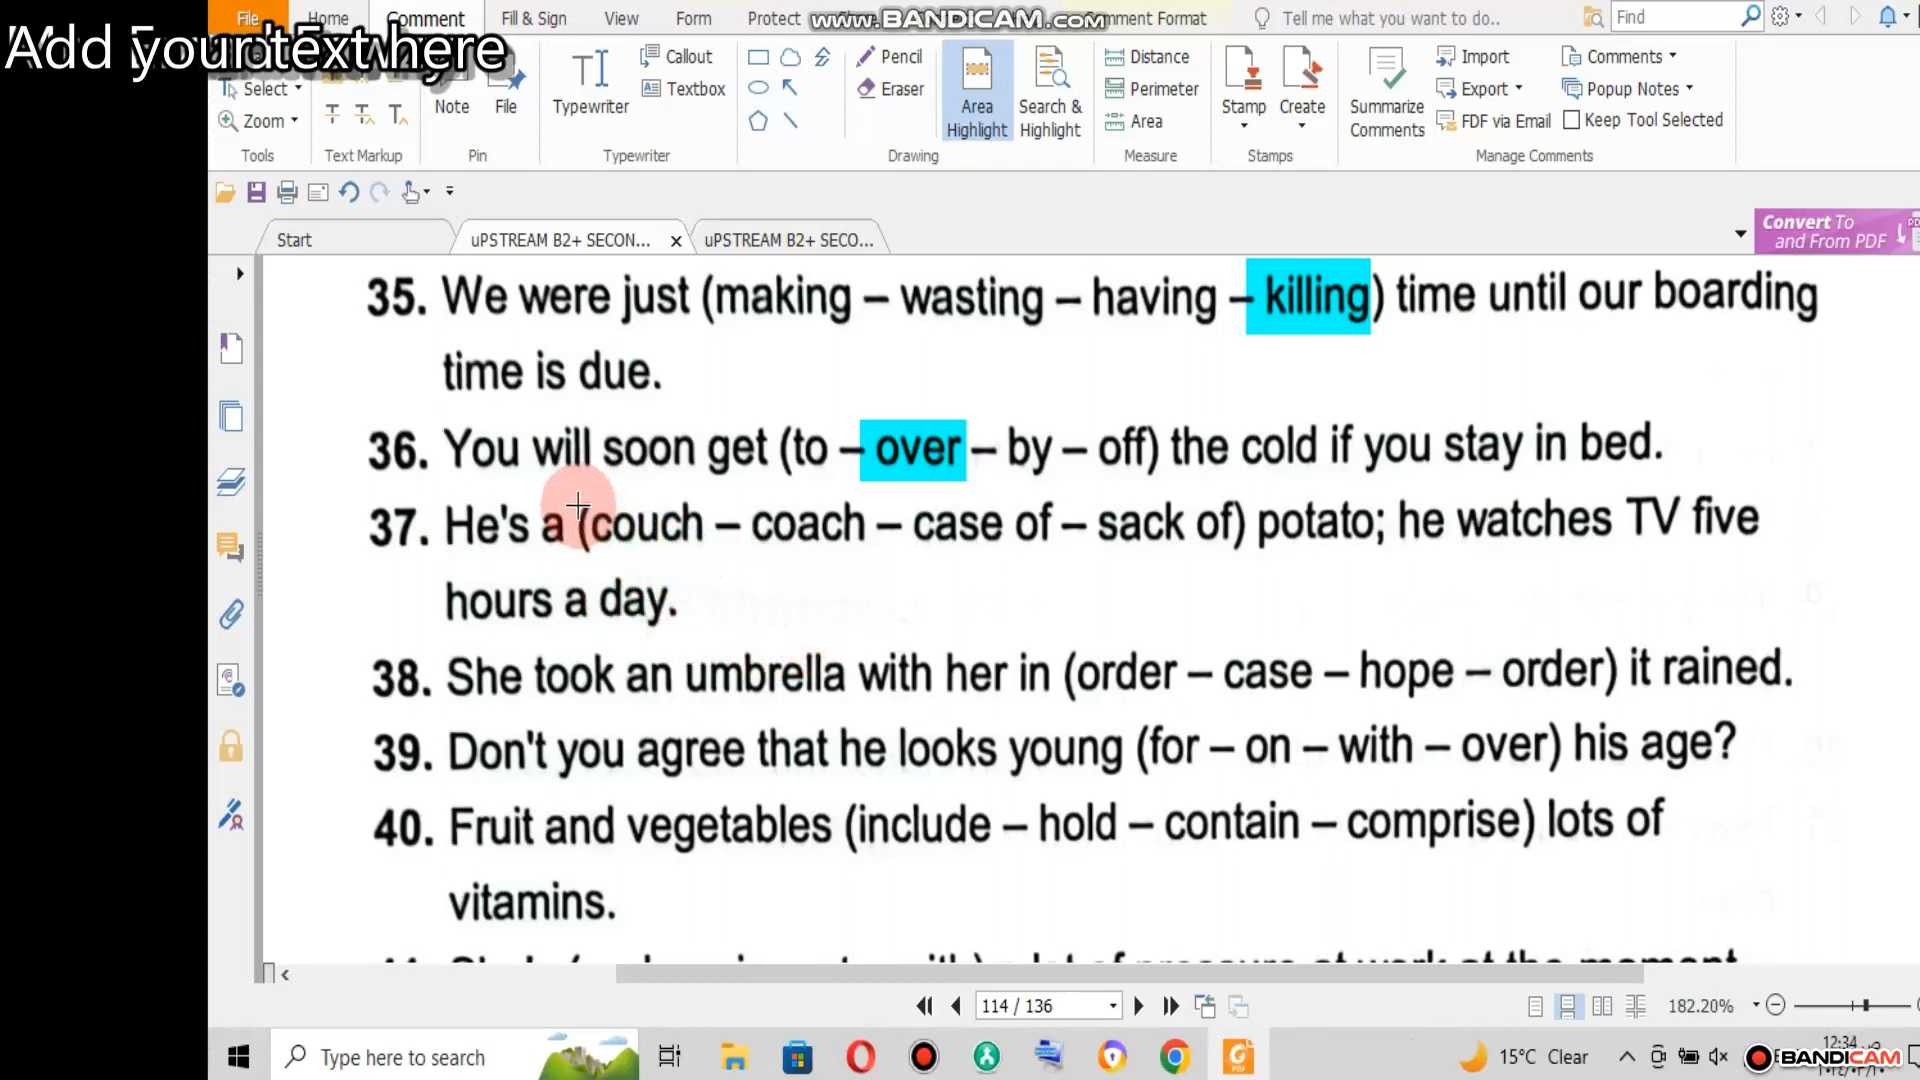 File Home Comment Fill & Sign View Form Protect www.BANDICAM.com Comment Format Tell me what you want to do.. Find
Add your text here
Select Callout Pencil Distance Import Comments
Note File Typewriter Textbox Eraser Area Highlight Search & Highlight Perimeter Stamp Create Summarize Comments Export Popup Notes
Zoom Area FDF via Email Keep Tool Selected
Tools Text Markup Pin Typewriter Drawing Measure Stamps Manage Comments
Start uPSTREAM B2+ SECON... uPSTREAM B2+ SECO... Convert To and From PDF
35. We were just (making – wasting – having – killing) time until our boarding
time is due.
36. You will soon get (to – over – by – off) the cold if you stay in bed.
37. He's a (couch – coach – case of – sack of) potato; he watches TV five
hours a day.
38. She took an umbrella with her in (order – case – hope – order) it rained.
39. Don't you agree that he looks young (for – on – with – over) his age?
40. Fruit and vegetables (include – hold – contain – comprise) lots of
vitamins.
114 / 136 182.20%
Type here to search 15°C Clear 12:34 BANDICAM